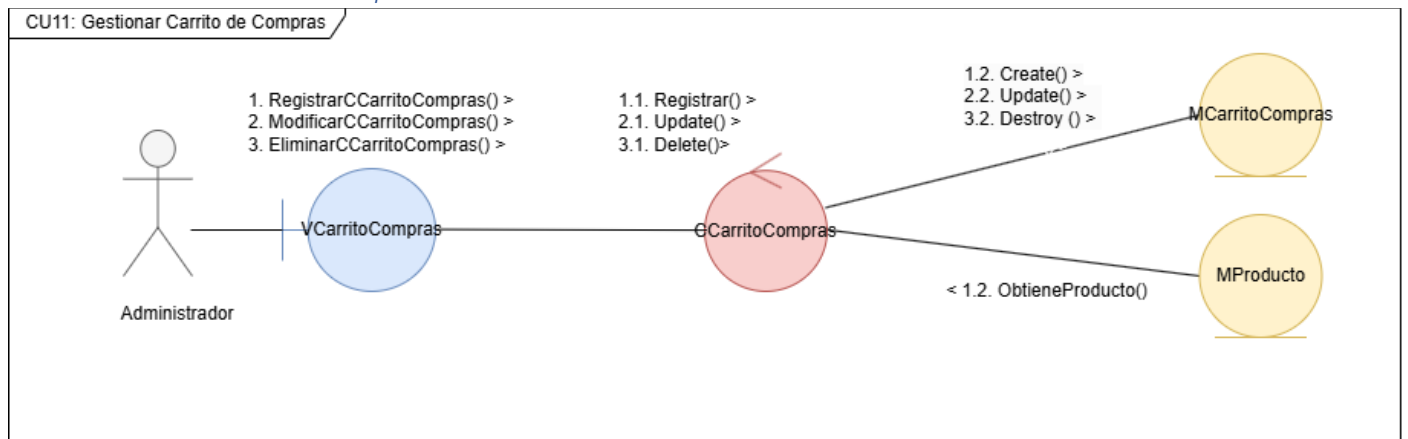 CU11: Gestionar Carrito de Compras
1. RegistrarCCarritoCompras() >
2. ModificarCCarritoCompras() >
3. EliminarCCarritoCompras() >
1.1. Registrar() >
2.1. Update() >
3.1. Delete()>
1.2. Create() >
2.2. Update() >
3.2. Destroy () >
MCarritoCompras
VCarritoCompras
CCarritoCompras
MProducto
< 1.2. ObtieneProducto()
Administrador